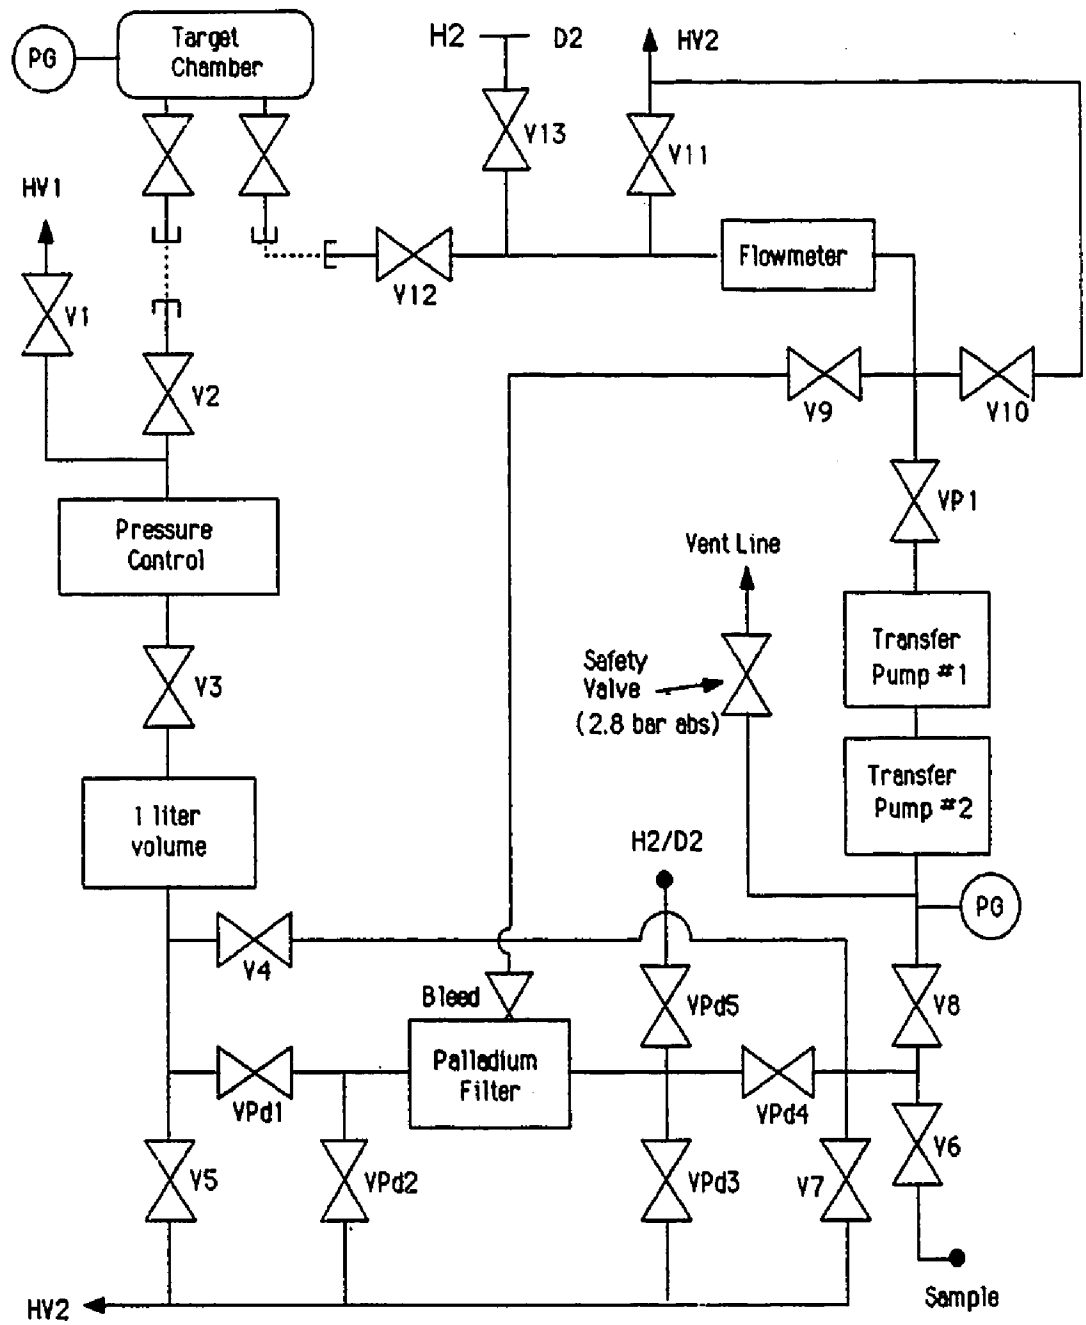 PG
Target
Chamber
H2
D2
HV2
V13
V11
HV1
V1
V12
Flowmeter
V2
V9
V10
VP1
Pressure
Control
Vent Line
V3
Safety
Valve
(2.8 bar abs)
Transfer
Pump #1
Transfer
Pump #2
1 liter
volume
H2/D2
PG
V4
Bleed
VPd5
V8
Palladium
Filter
VPd1
VPd4
V6
V5
VPd2
VPd3
V7
HV2
Sample